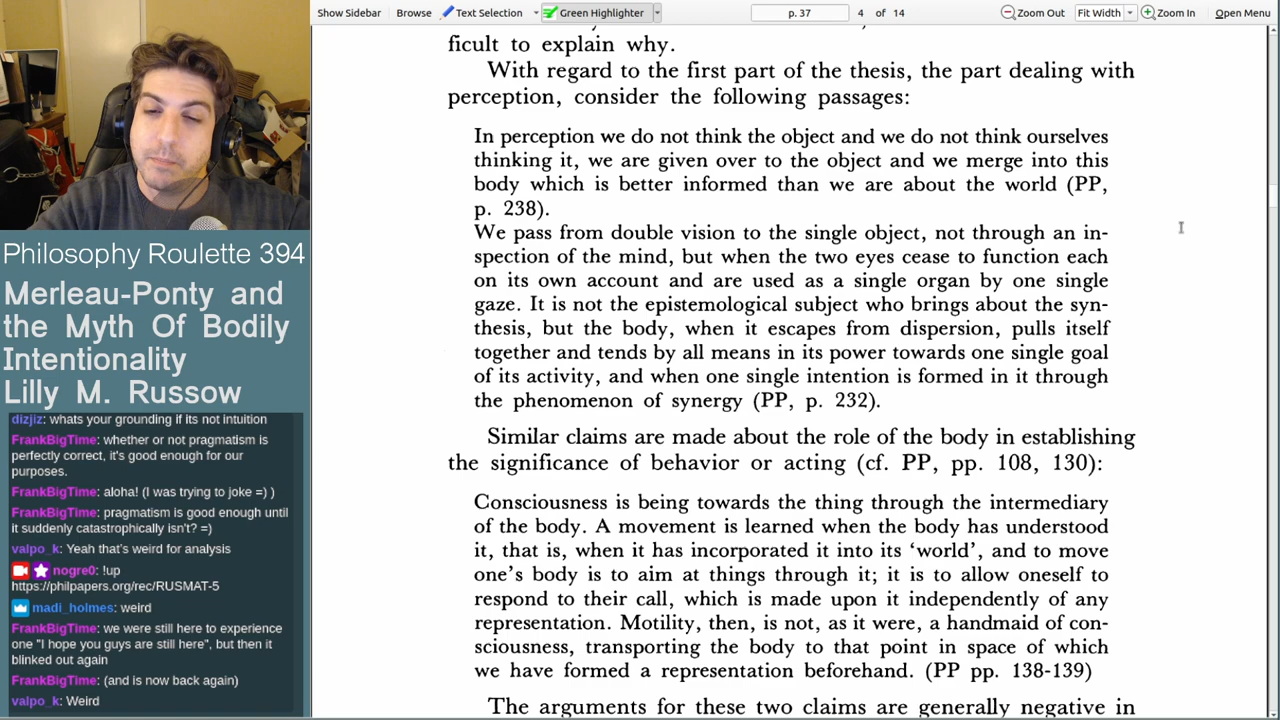 Show Sidebar
Browse
Text Selection
Green Highlighter
p. 37
4 of 14
Zoom Out
Fit Width
Zoom In
Open Menu
ficult to explain why.
With regard to the first part of the thesis, the part dealing with
perception, consider the following passages:
In perception we do not think the object and we do not think ourselves
thinking it, we are given over to the object and we merge into this
body which is better informed than we are about the world (PP,
p. 238).
We pass from double vision to the single object, not through an in-
spection of the mind, but when the two eyes cease to function each
on its own account and are used as a single organ by one single
gaze. It is not the epistemological subject who brings about the syn-
thesis, but the body, when it escapes from dispersion, pulls itself
together and tends by all means in its power towards one single goal
of its activity, and when one single intention is formed in it through
the phenomenon of synergy (PP, p. 232).
Similar claims are made about the role of the body in establishing
the significance of behavior or acting (cf. PP, pp. 108, 130):
Consciousness is being towards the thing through the intermediary
of the body. A movement is learned when the body has understood
it, that is, when it has incorporated it into its ‘world’, and to move
one’s body is to aim at things through it; it is to allow oneself to
respond to their call, which is made upon it independently of any
representation. Motility, then, is not, as it were, a handmaid of con-
sciousness, transporting the body to that point in space of which
we have formed a representation beforehand. (PP pp. 138-139)
The arguments for these two claims are generally negative in
Philosophy Roulette 394
Merleau-Ponty and
the Myth Of Bodily
Intentionality
Lilly M. Russow
dizjiz: whats your grounding if its not intuition
FrankBigTime: whether or not pragmatism is
perfectly correct, it's good enough for our
purposes.
FrankBigTime: aloha! (I was trying to joke =) )
FrankBigTime: pragmatism is good enough until
it suddenly catastrophically isn't? =)
valpo_k: Yeah that's weird for analysis
nogre0: !up
https://philpapers.org/rec/RUSMAT-5
madi_holmes: weird
FrankBigTime: we were still here to experience
one "I hope you guys are still here", but then it
blinked out again
FrankBigTime: (and is now back again)
valpo_k: Weird